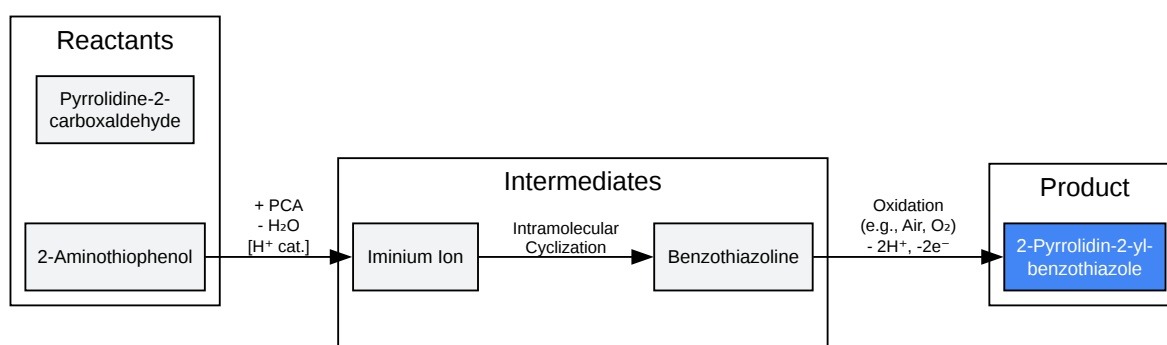 Reactants
Pyrrolidine-2-
carboxaldehyde
2-Aminothiophenol
+ PCA
- H₂O
[H⁺ cat.]
Intermediates
Iminium Ion
Intramolecular
Cyclization
Benzothiazoline
Oxidation
(e.g., Air, O₂)
- 2H⁺, -2e⁻
Product
2-Pyrrolidin-2-yl-
benzothiazole